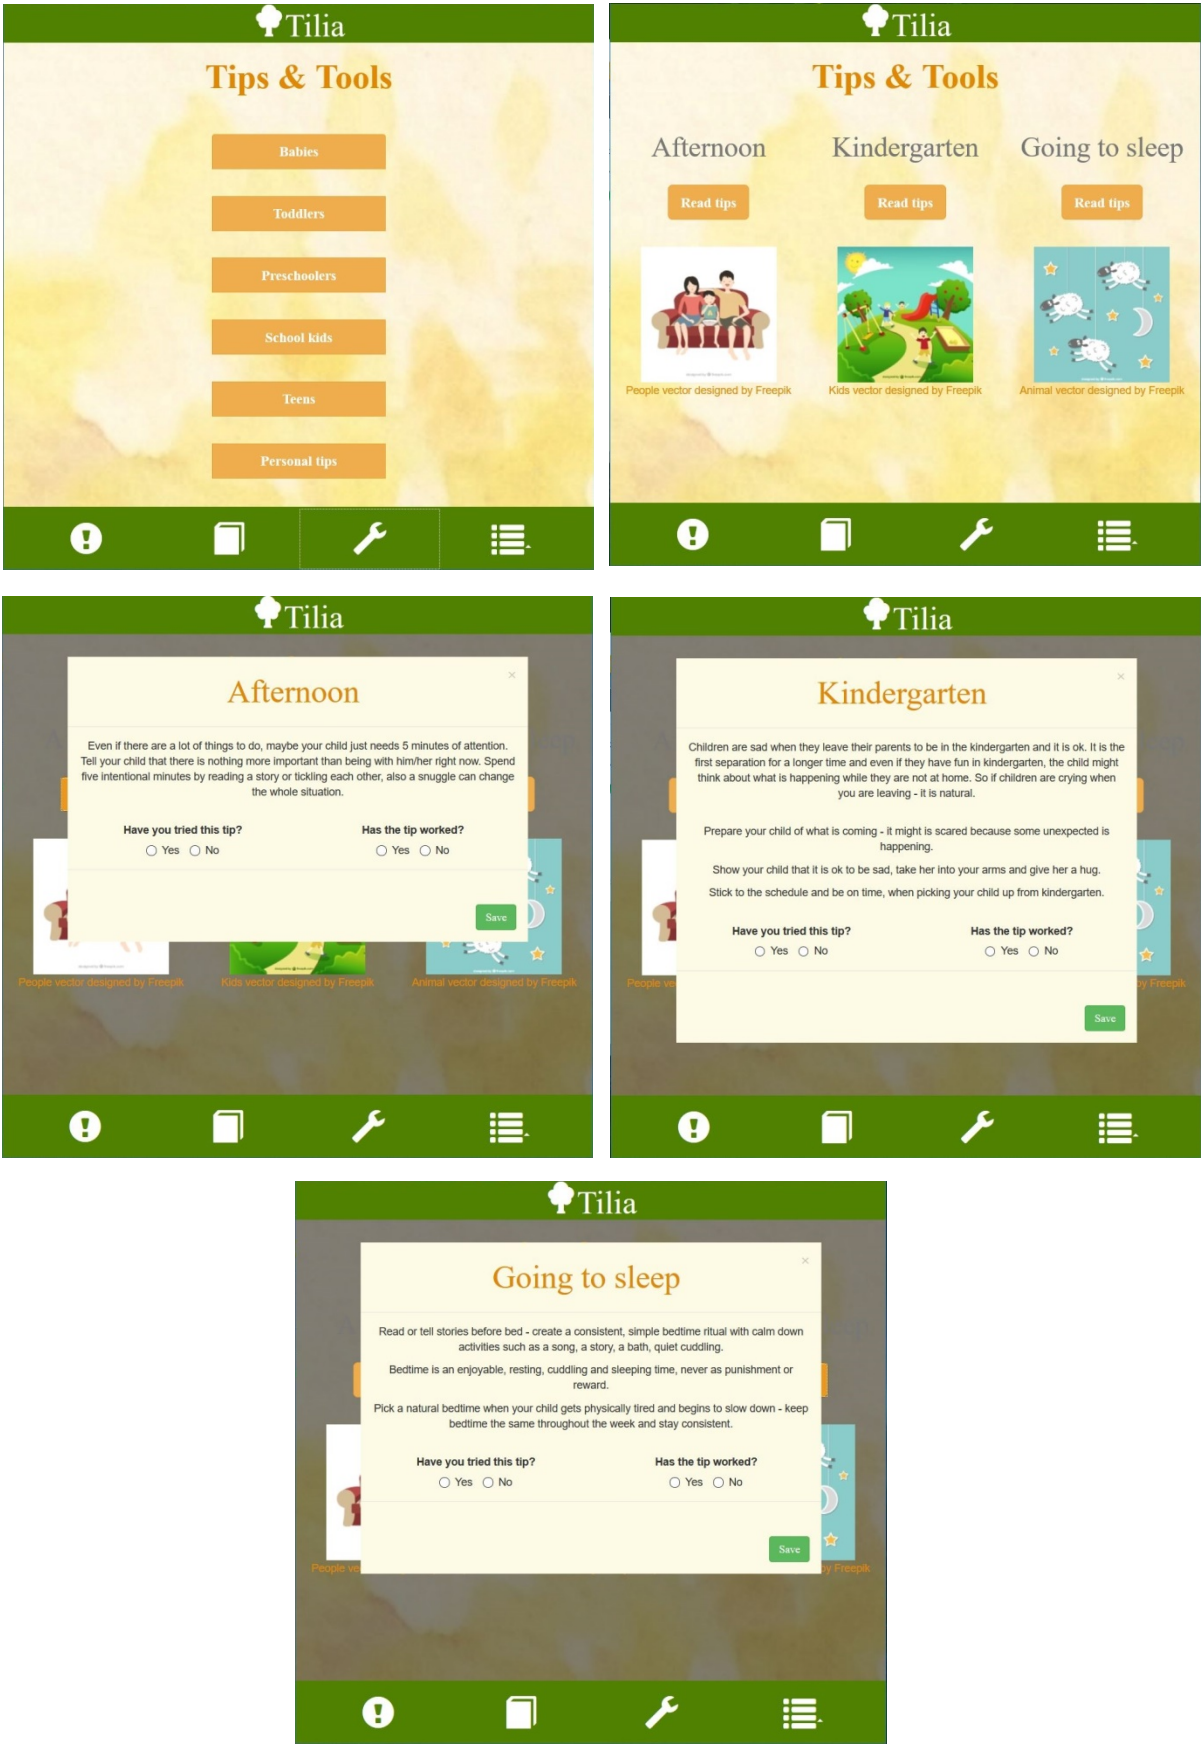 Tilia
Tips & Tools
Babies
Toddlers
Preschoolers
School kids
Teens
Personal tips
Tilia
Tips & Tools
Afternoon Kindergarten Going to sleep
Read tips Read tips Read tips
People vector designed by Freepik Kids vector designed by Freepik Animal vector designed by Freepik
Tilia
×
Afternoon
Even if there are a lot of things to do, maybe your child just needs 5 minutes of attention.
Tell your child that there is nothing more important than being with him/her right now. Spend
five intentional minutes by reading a story or tickling each other, also a snuggle can change
the whole situation.
Have you tried this tip? Has the tip worked?
Yes No Yes No
Save
People vector designed by Freepik Kids vector designed by Freepik Animal vector designed by Freepik
Tilia
×
Kindergarten
Children are sad when they leave their parents to be in the kindergarten and it is ok. It is the
first separation for a longer time and even if they have fun in kindergarten, the child might
think about what is happening while they are not at home. So if children are crying when
you are leaving - it is natural.
Prepare your child of what is coming - it might is scared because some unexpected is
happening.
Show your child that it is ok to be sad, take her into your arms and give her a hug.
Stick to the schedule and be on time, when picking your child up from kindergarten.
Have you tried this tip? Has the tip worked?
Yes No Yes No
Save
People ve by Freepik
Tilia
×
Going to sleep
Read or tell stories before bed - create a consistent, simple bedtime ritual with calm down
activities such as a song, a story, a bath, quiet cuddling.
Bedtime is an enjoyable, resting, cuddling and sleeping time, never as punishment or
reward.
Pick a natural bedtime when your child gets physically tired and begins to slow down - keep
bedtime the same throughout the week and stay consistent.
Have you tried this tip? Has the tip worked?
Yes No Yes No
Save
People ve by Freepik